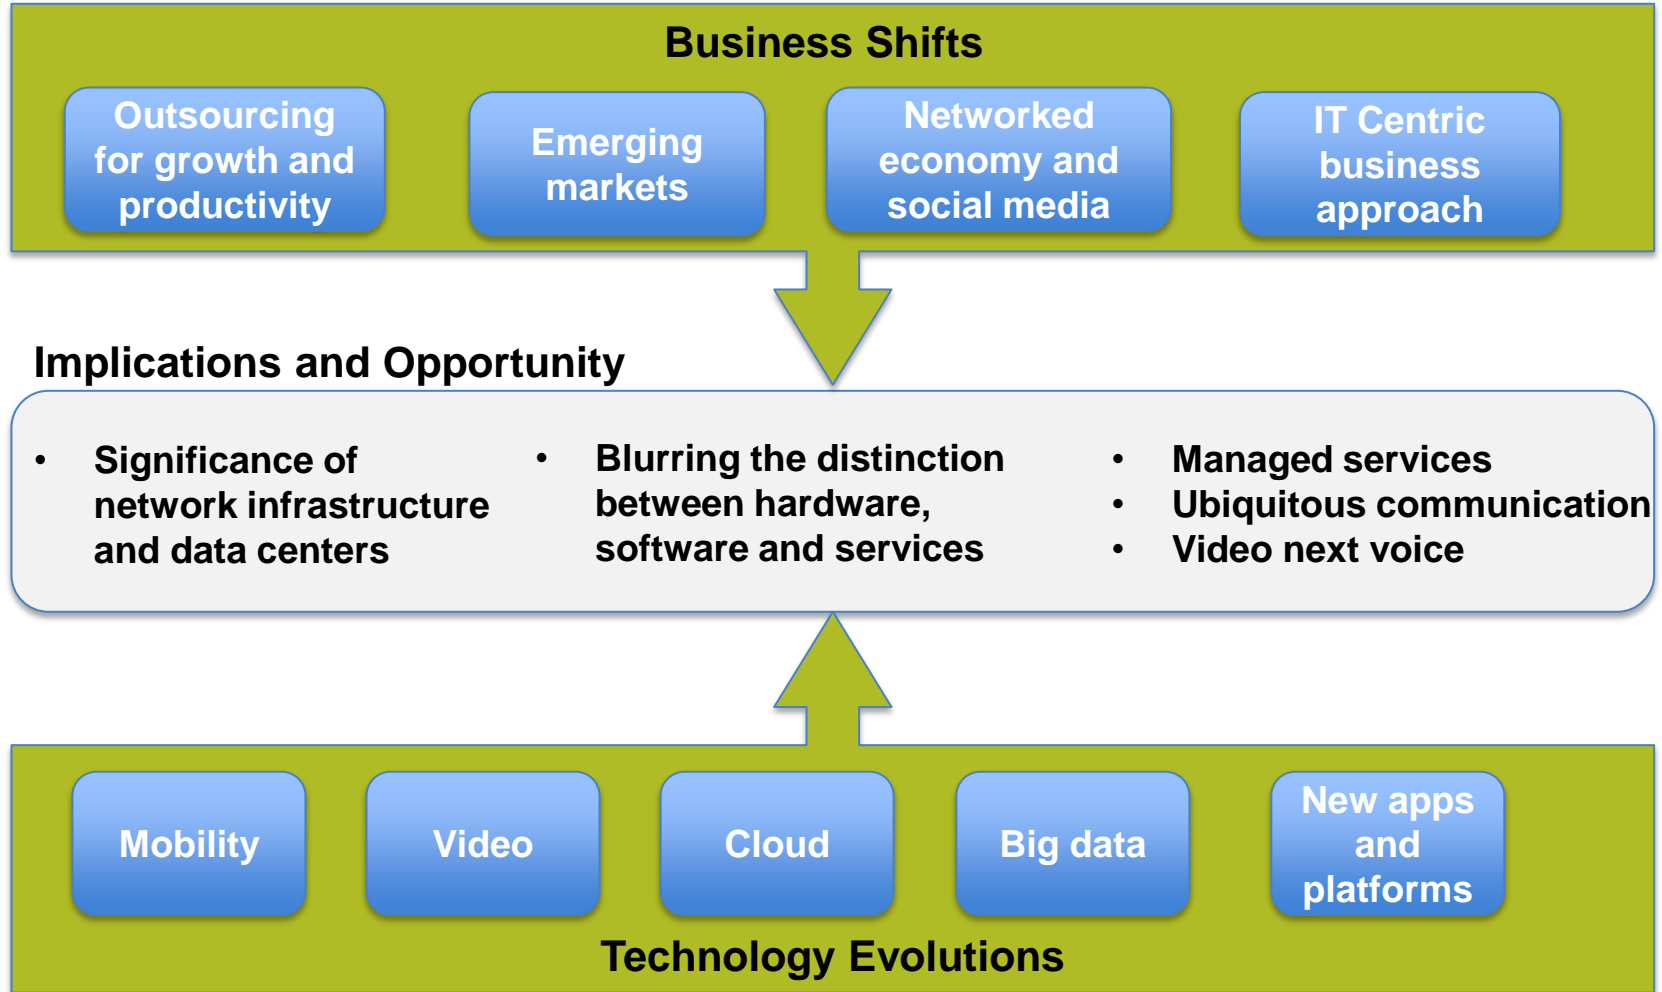 Business Shifts
Outsourcing
for growth and
productivity
Emerging
markets
Networked
economy and
social media
IT Centric
business
approach
Implications and Opportunity
• Significance of
network infrastructure
and data centers
• Blurring the distinction
between hardware,
software and services
• Managed services
• Ubiquitous communication
• Video next voice
Mobility
Video
Cloud
Big data
New apps
and
platforms
Technology Evolutions